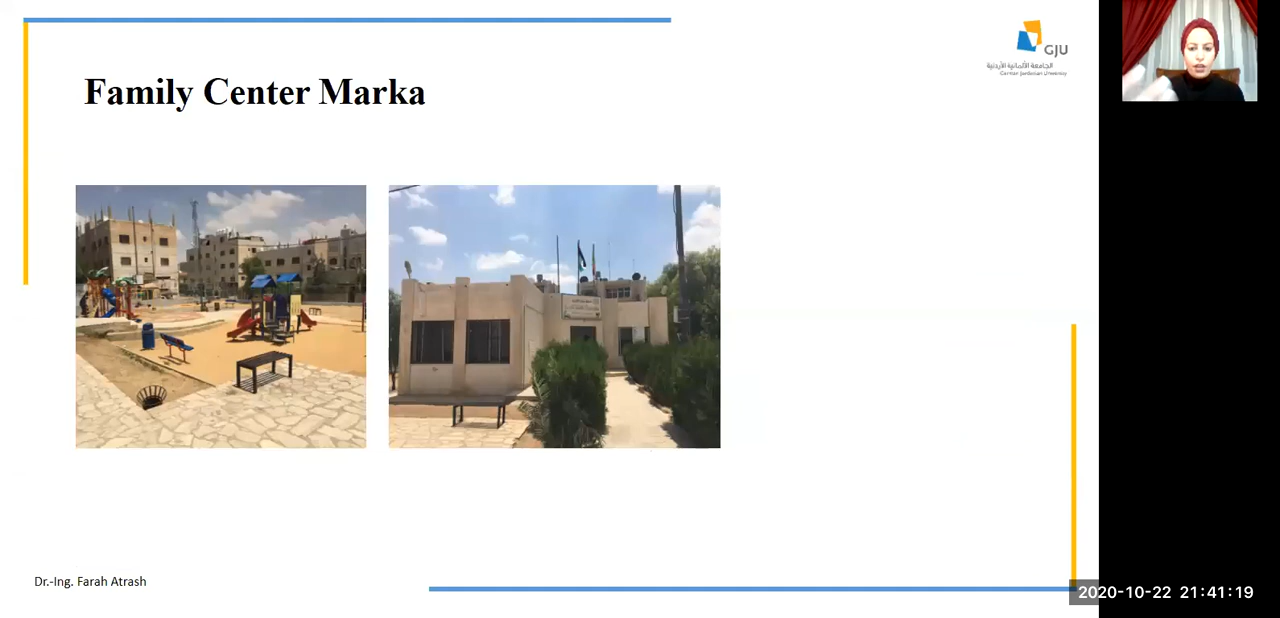 GJU
الجامعة الألمانية الأردنية
German Jordanian University
Family Center Marka
Dr.-Ing. Farah Atrash
2020-10-22 21:41:19